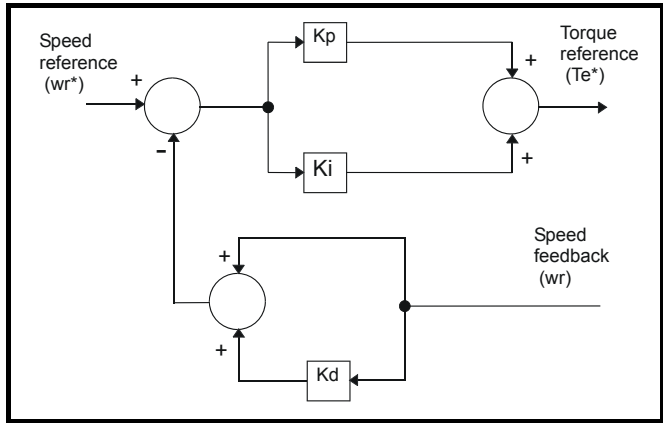 Speed
reference
(wr*)
+
-
Kp
Ki
+
+
Torque
reference
(Te*)
Speed
feedback
(wr)
+
+
Kd